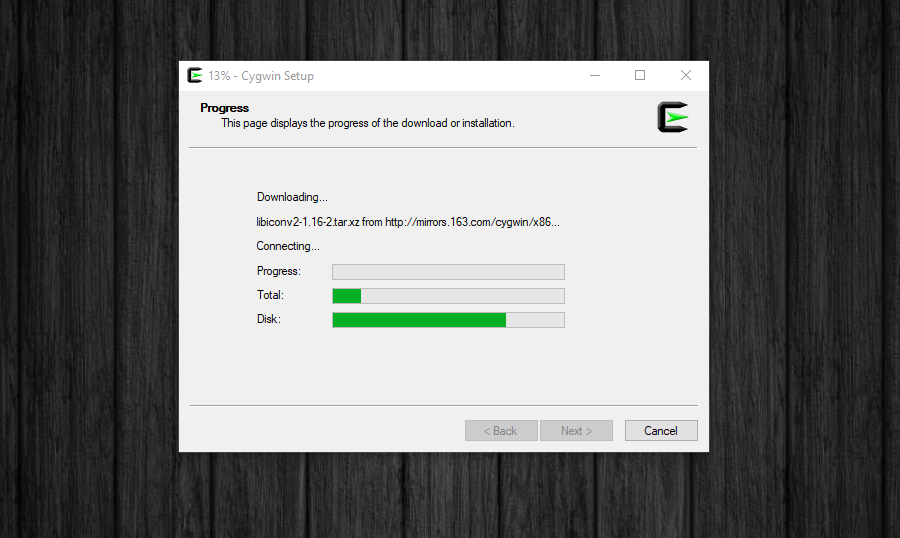 13% - Cygwin Setup
Progress
This page displays the progress of the download or installation.
Downloading...
libiconv2-1.16-2.tar.xz from http://mirrors.163.com/cygwin/x86...
Connecting...
Progress:
Total:
Disk:
< Back
Next >
Cancel